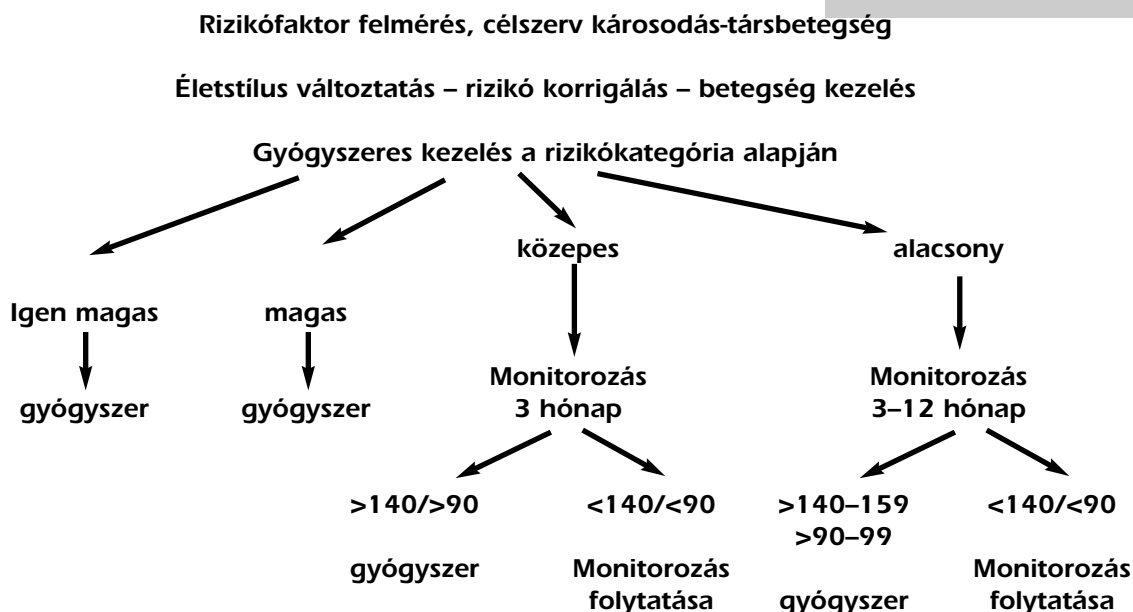 Rizikófaktor felmérés, célszerv károsodás-társbetegség
Életstílus változtatás – rizikó korrigálás – betegség kezelés
Gyógyszeres kezelés a rizikókategória alapján
közepes
alacsony
Igen magas
magas
gyógyszer
gyógyszer
Monitorozás
3 hónap
Monitorozás
3–12 hónap
>140/>90
gyógyszer
<140/<90
Monitorozás
folytatása
>140–159
>90–99
gyógyszer
<140/<90
Monitorozás
folytatása